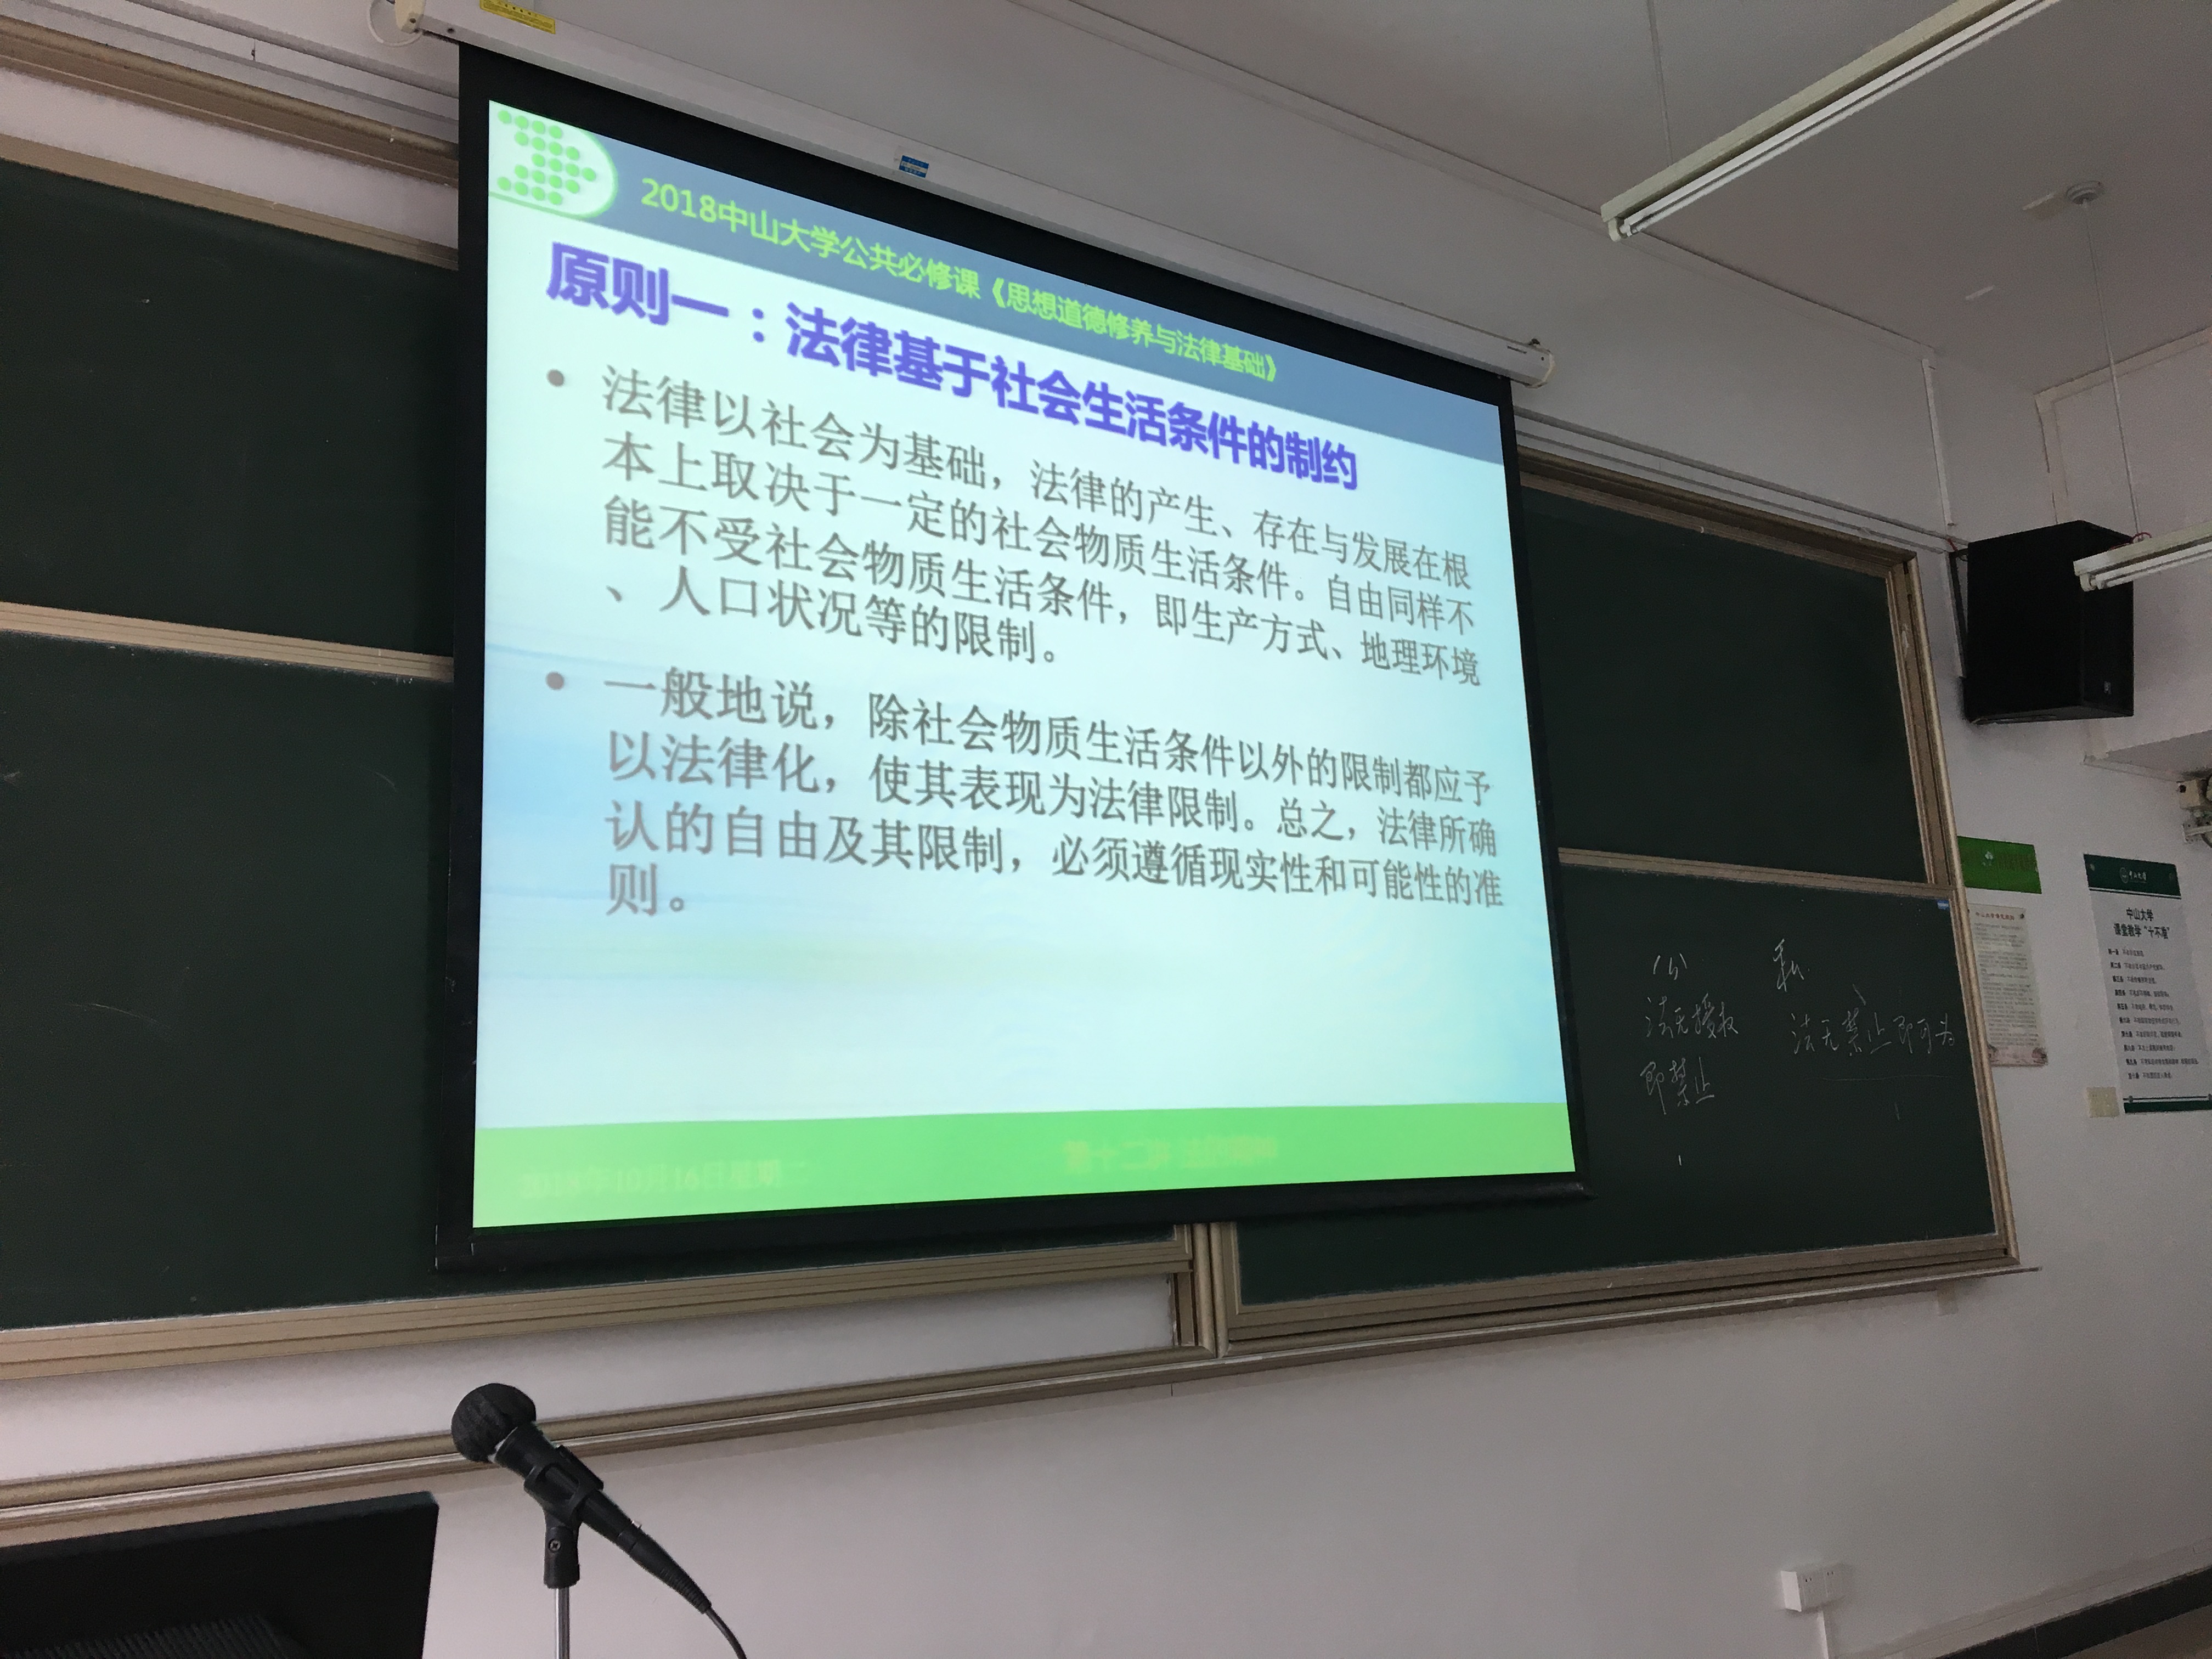 2018中山大学公共必修课《思想道德修养与法律基础》
原则一：法律基于社会生活条件的制约
• 法律以社会为基础，法律的产生、存在与发展在根
本上取决于一定的社会物质生活条件。自由同样不
能不受社会物质生活条件，即生产方式、地理环境
、人口状况等的限制。
• 一般地说，除社会物质生活条件以外的限制都应予
以法律化，使其表现为法律限制。总之，法律所确
认的自由及其限制，必须遵循现实性和可能性的准
则。
2018年10月16日星期二
公
法无授权
即禁止
私
法无禁止即可为
中山大学
中山大学
课堂教学“十不准”